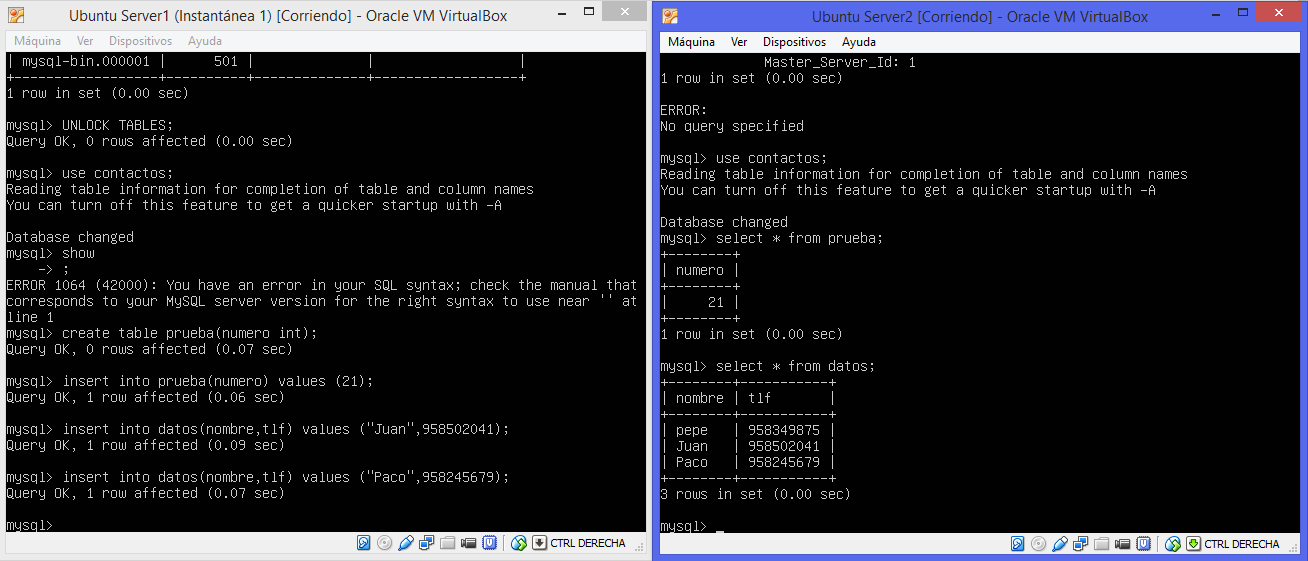 Ubuntu Server1 (Instantánea 1) [Corriendo] - Oracle VM VirtualBox
Máquina Ver Dispositivos Ayuda
| mysql-bin.000001 |      501 |              |                  |
+------------------+----------+--------------+------------------+
1 row in set (0.00 sec)
mysql> UNLOCK TABLES;
Query OK, 0 rows affected (0.00 sec)
mysql> use contactos;
Reading table information for completion of table and column names
You can turn off this feature to get a quicker startup with -A
Database changed
mysql> show
    -> ;
ERROR 1064 (42000): You have an error in your SQL syntax; check the manual that
corresponds to your MySQL server version for the right syntax to use near '' at
line 1
mysql> create table prueba(numero int);
Query OK, 0 rows affected (0.07 sec)
mysql> insert into prueba(numero) values (21);
Query OK, 1 row affected (0.06 sec)
mysql> insert into datos(nombre,tlf) values ("Juan",958502041);
Query OK, 1 row affected (0.09 sec)
mysql> insert into datos(nombre,tlf) values ("Paco",958245679);
Query OK, 1 row affected (0.07 sec)
mysql>
CTRL DERECHA
Ubuntu Server2 [Corriendo] - Oracle VM VirtualBox
Máquina Ver Dispositivos Ayuda
Master_Server_Id: 1
1 row in set (0.00 sec)
ERROR:
No query specified
mysql> use contactos;
Reading table information for completion of table and column names
You can turn off this feature to get a quicker startup with -A
Database changed
mysql> select * from prueba;
+--------+
| numero |
+--------+
|     21 |
+--------+
1 row in set (0.00 sec)
mysql> select * from datos;
+--------+-----------+
| nombre | tlf       |
+--------+-----------+
| pepe   | 958349875 |
| Juan   | 958502041 |
| Paco   | 958245679 |
+--------+-----------+
3 rows in set (0.00 sec)
mysql> _
CTRL DERECHA